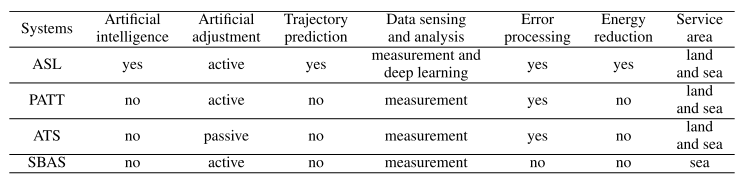 Systems Artificial intelligence Artificial adjustment Trajectory prediction Data sensing and analysis Error processing Energy reduction Service area
ASL yes active yes measurement and deep learning yes yes land and sea
PATT no active no measurement yes no land and sea
ATS no passive no measurement yes no land and sea
SBAS no active no measurement no no sea